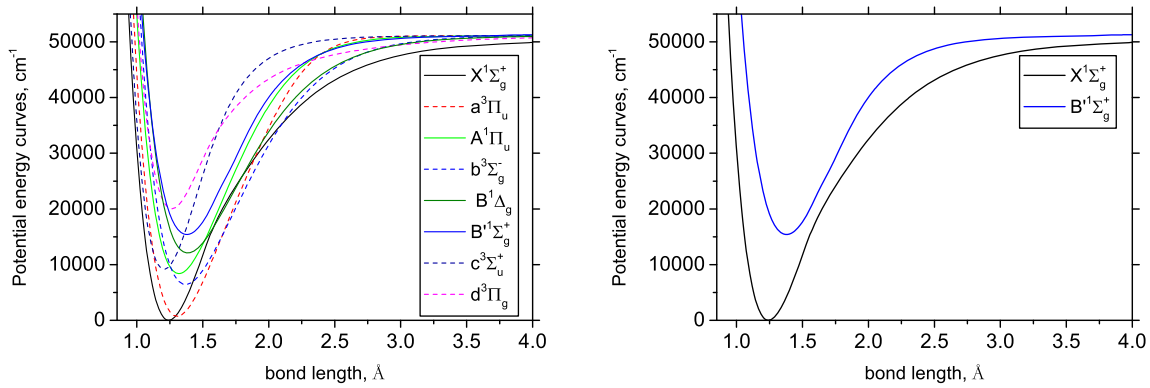 Potential energy curves, cm⁻¹
50000
40000
30000
20000
10000
0
1.0 1.5 2.0 2.5 3.0 3.5 4.0
bond length, Å
X¹Σg⁺
a³Πu
A¹Πu
b³Σg⁻
B¹Δg
B'¹Σg⁺
c³Σu⁺
d³Πg
Potential energy curves, cm⁻¹
50000
40000
30000
20000
10000
0
1.0 1.5 2.0 2.5 3.0 3.5 4.0
bond length, Å
X¹Σg⁺
B'¹Σg⁺